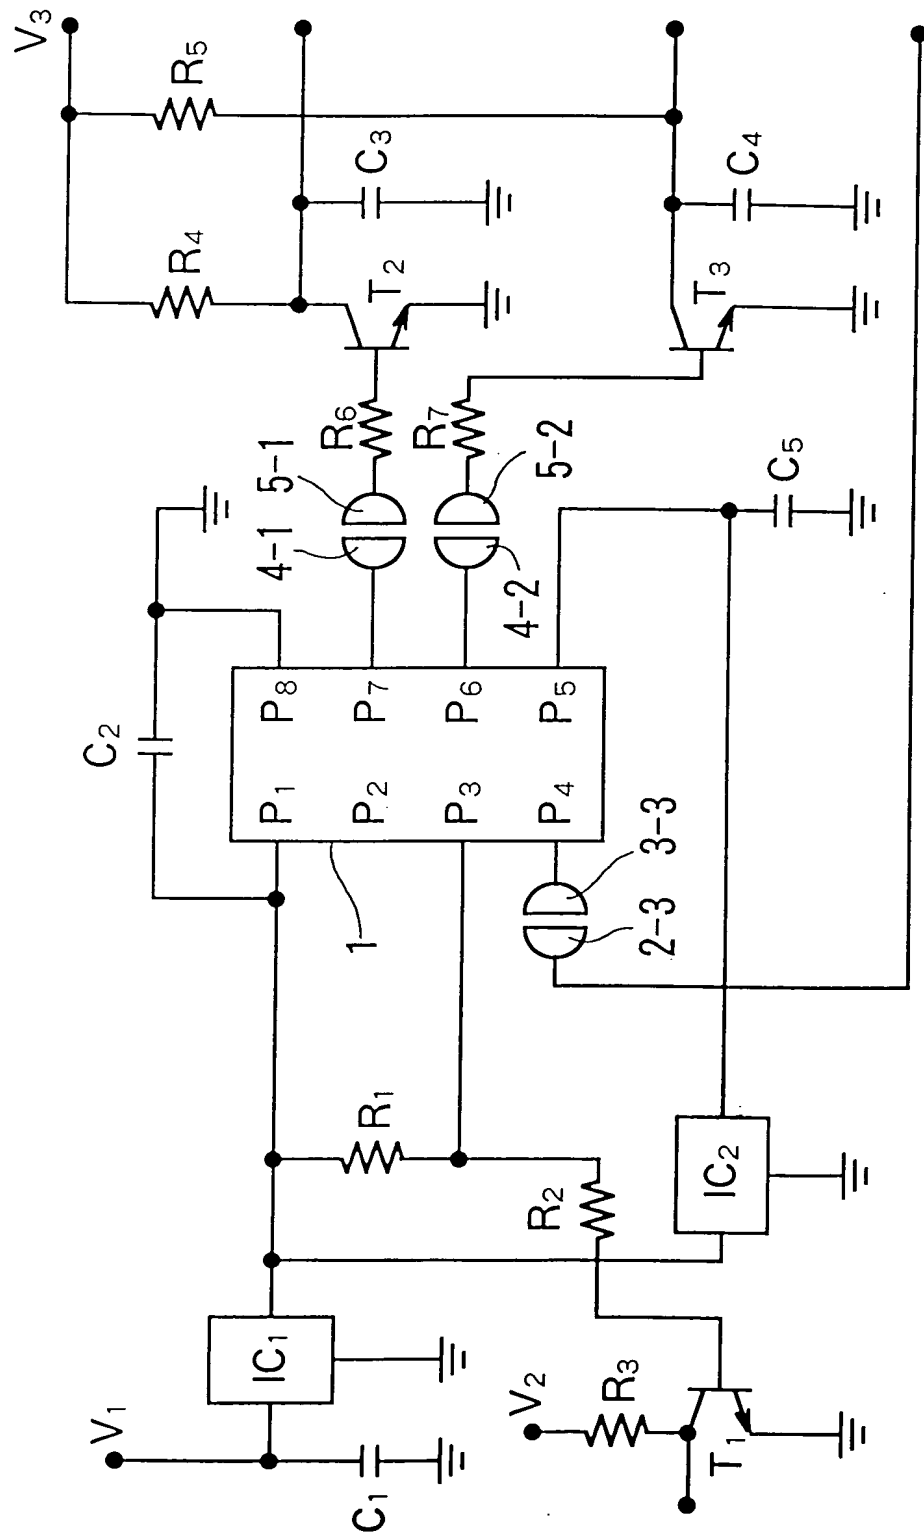 V1
C1
IC1
V2
R3
T1
R1
R2
IC2
C2
1
P1 P8
P2 P7
P3 P6
P4 P5
2-3
3-3
4-1
5-1
4-2
5-2
R6
R7
C5
R4
T2
C3
R5
V3
T3
C4